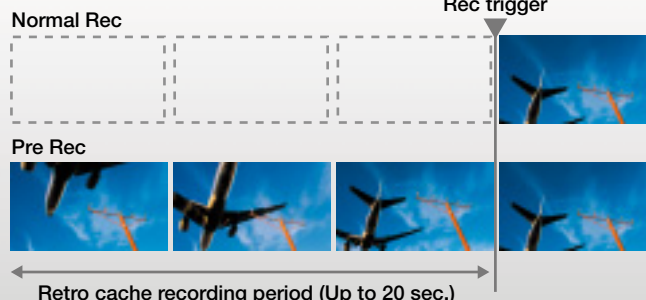 Rec trigger
Normal Rec
Pre Rec
Retro cache recording period (Up to 20 sec.)